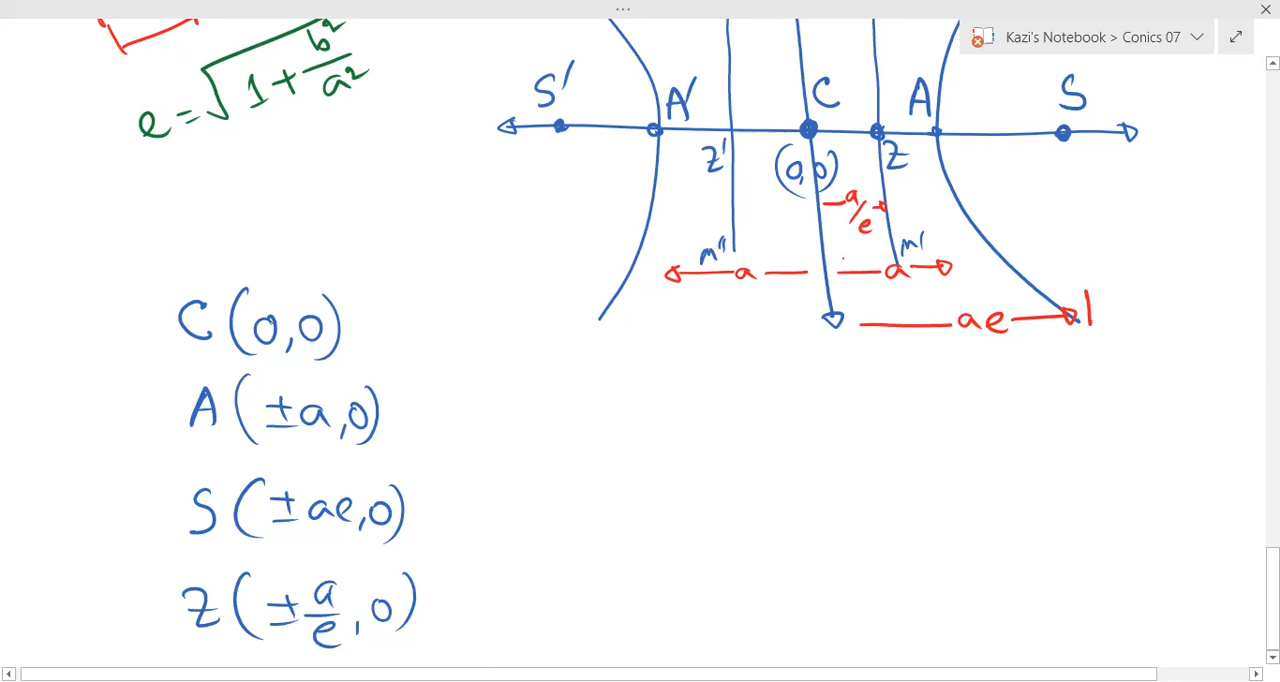 Kazi's Notebook > Conics 07
e = √(1 + b²/a²)
S' A' C A S
Z' (0,0) Z
a/e
M'' M'
a a
ae
C (0,0)
A (±a,0)
S (±ae,0)
Z (±a/e,0)